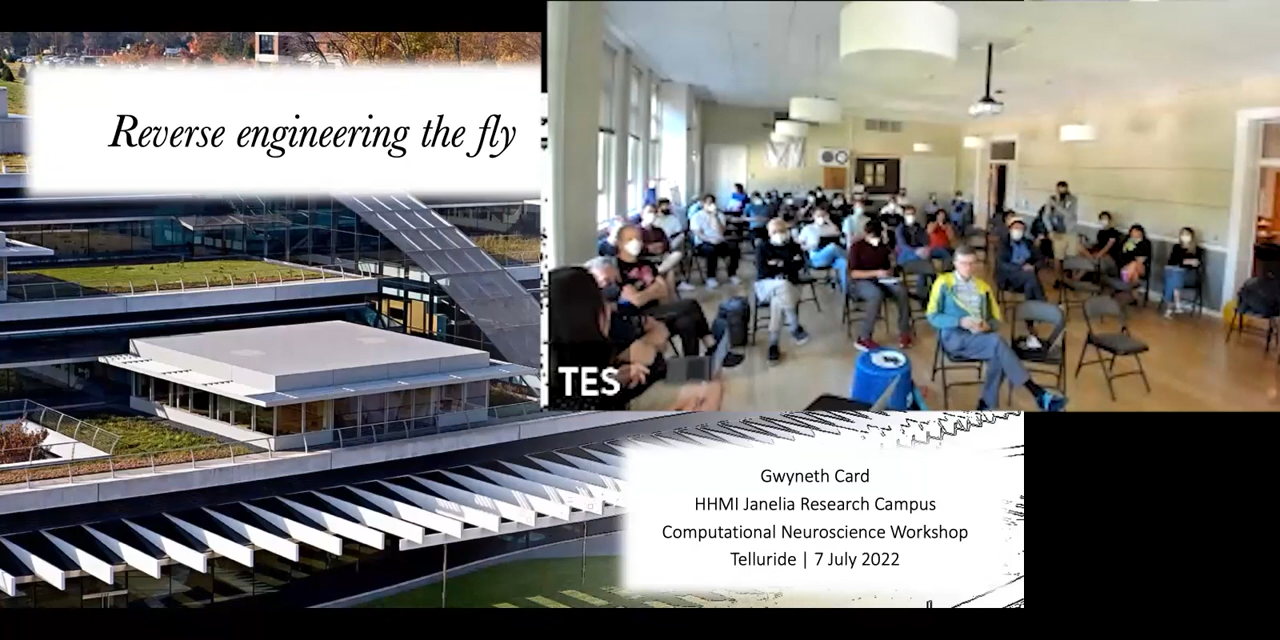 Reverse engineering the fly
TES
Gwyneth Card
HHMI Janelia Research Campus
Computational Neuroscience Workshop
Telluride | 7 July 2022